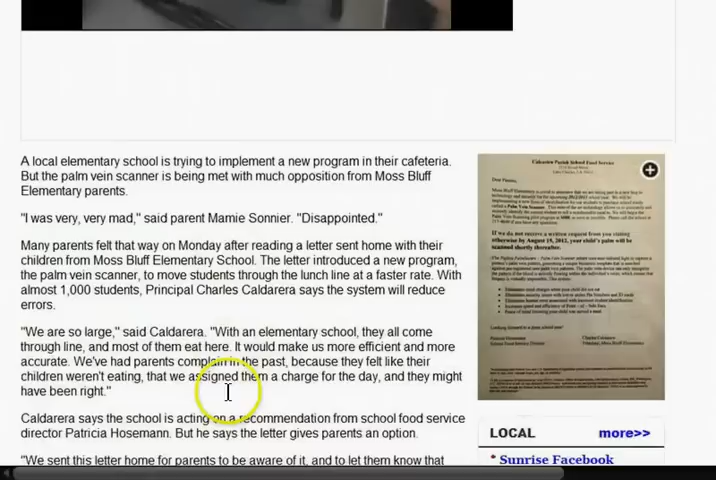 A local elementary school is trying to implement a new program in their cafeteria.
But the palm vein scanner is being met with much opposition from Moss Bluff
Elementary parents.
"I was very, very mad," said parent Mamie Sonnier. "Disappointed."
Many parents felt that way on Monday after reading a letter sent home with their
children from Moss Bluff Elementary School. The letter introduced a new program,
the palm vein scanner, to move students through the lunch line at a faster rate. With
almost 1,000 students, Principal Charles Caldarera says the system will reduce
errors.
"We are so large," said Caldarera. "With an elementary school, they all come
through line, and most of them eat here. It would make us more efficient and more
accurate. We've had parents complain in the past, because they felt like their
children weren't eating, that we assigned them a charge for the day, and they might
have been right."
Caldarera says the school is acting on a recommendation from school food service
director Patricia Hosemann. But he says the letter gives parents an option.
"We sent this letter home for parents to be aware of it, and to let them know that
Calcasieu Parish School Food Service
Dear Parents,
If we do not receive a written request from you stating
otherwise by August 15, 2012, your child's palm will be
scanned shortly thereafter.
LOCAL more>>
* Sunrise Facebook